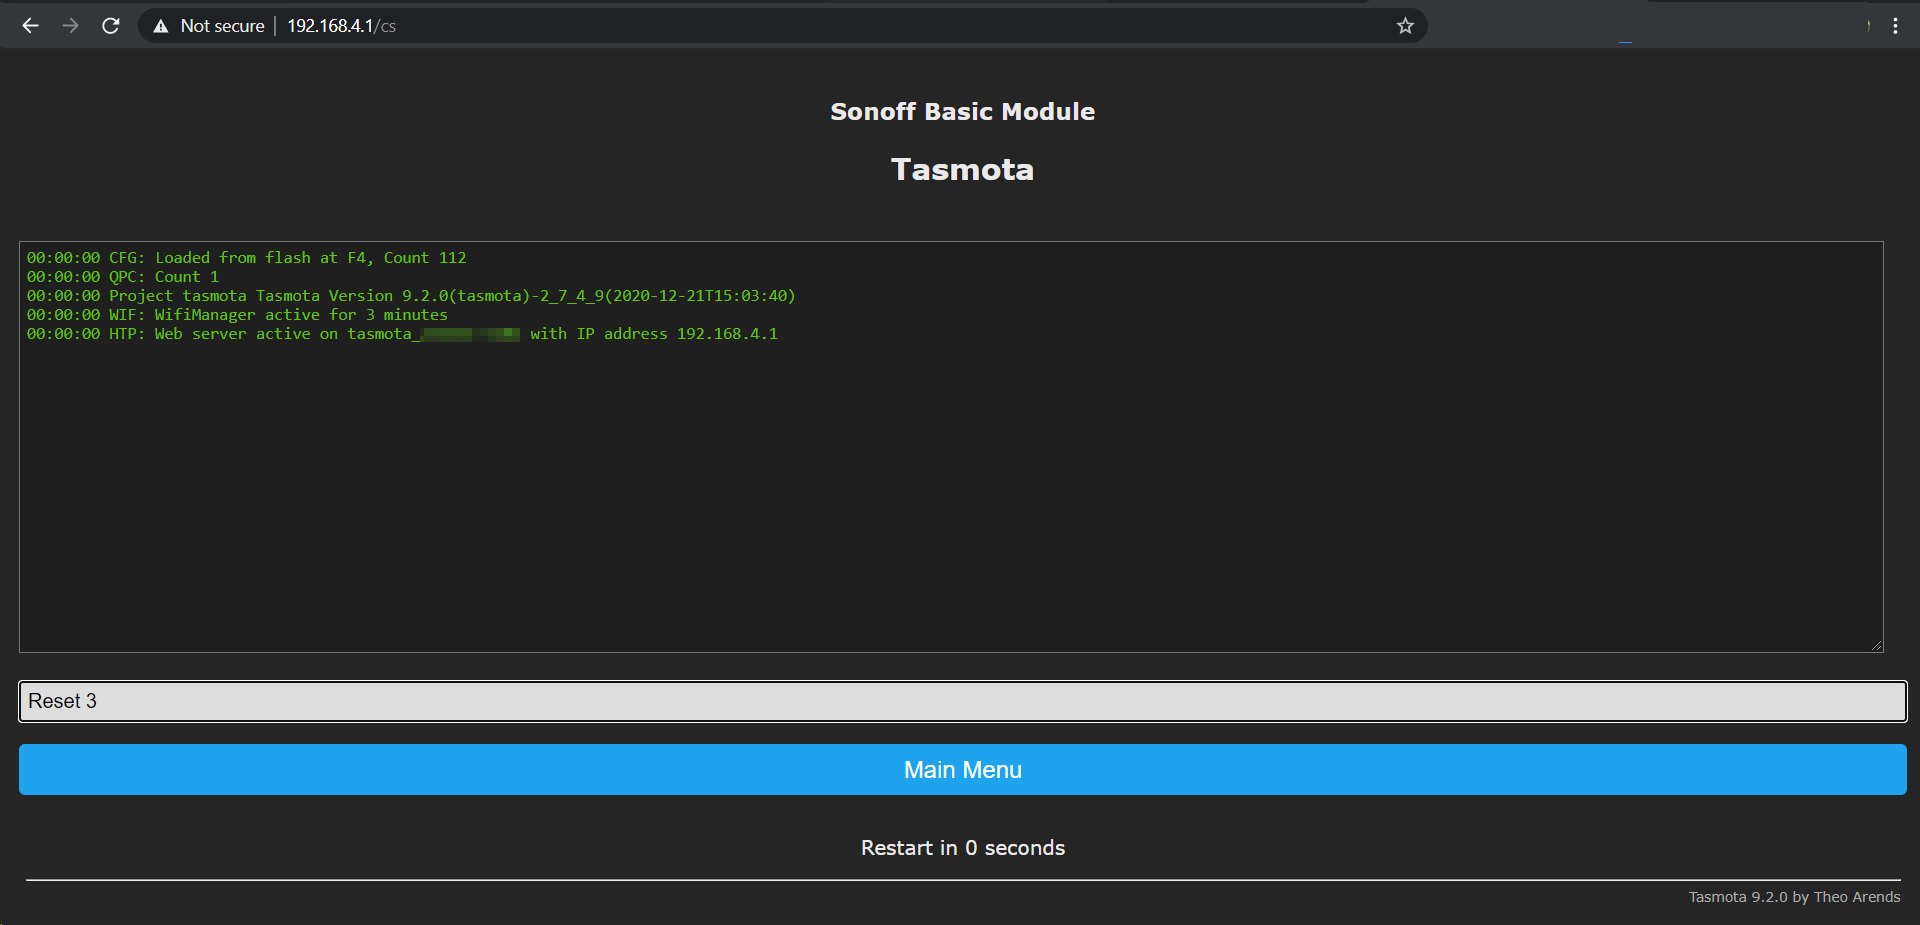 Not secure | 192.168.4.1/cs
Sonoff Basic Module
Tasmota
00:00:00 CFG: Loaded from flash at F4, Count 112
00:00:00 QPC: Count 1
00:00:00 Project tasmota Tasmota Version 9.2.0(tasmota)-2_7_4_9(2020-12-21T15:03:40)
00:00:00 WIF: WifiManager active for 3 minutes
00:00:00 HTP: Web server active on tasmota_ with IP address 192.168.4.1
Reset 3
Main Menu
Restart in 0 seconds
Tasmota 9.2.0 by Theo Arends